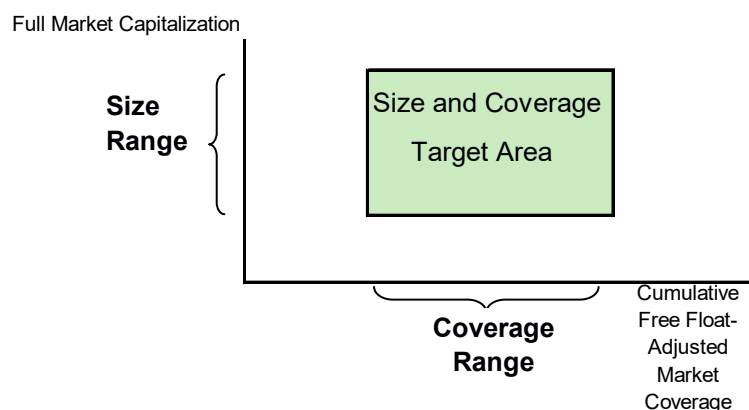 Full Market Capitalization
Size
Range
Size and Coverage
Target Area
Coverage
Range
Cumulative
Free Float-
Adjusted
Market
Coverage